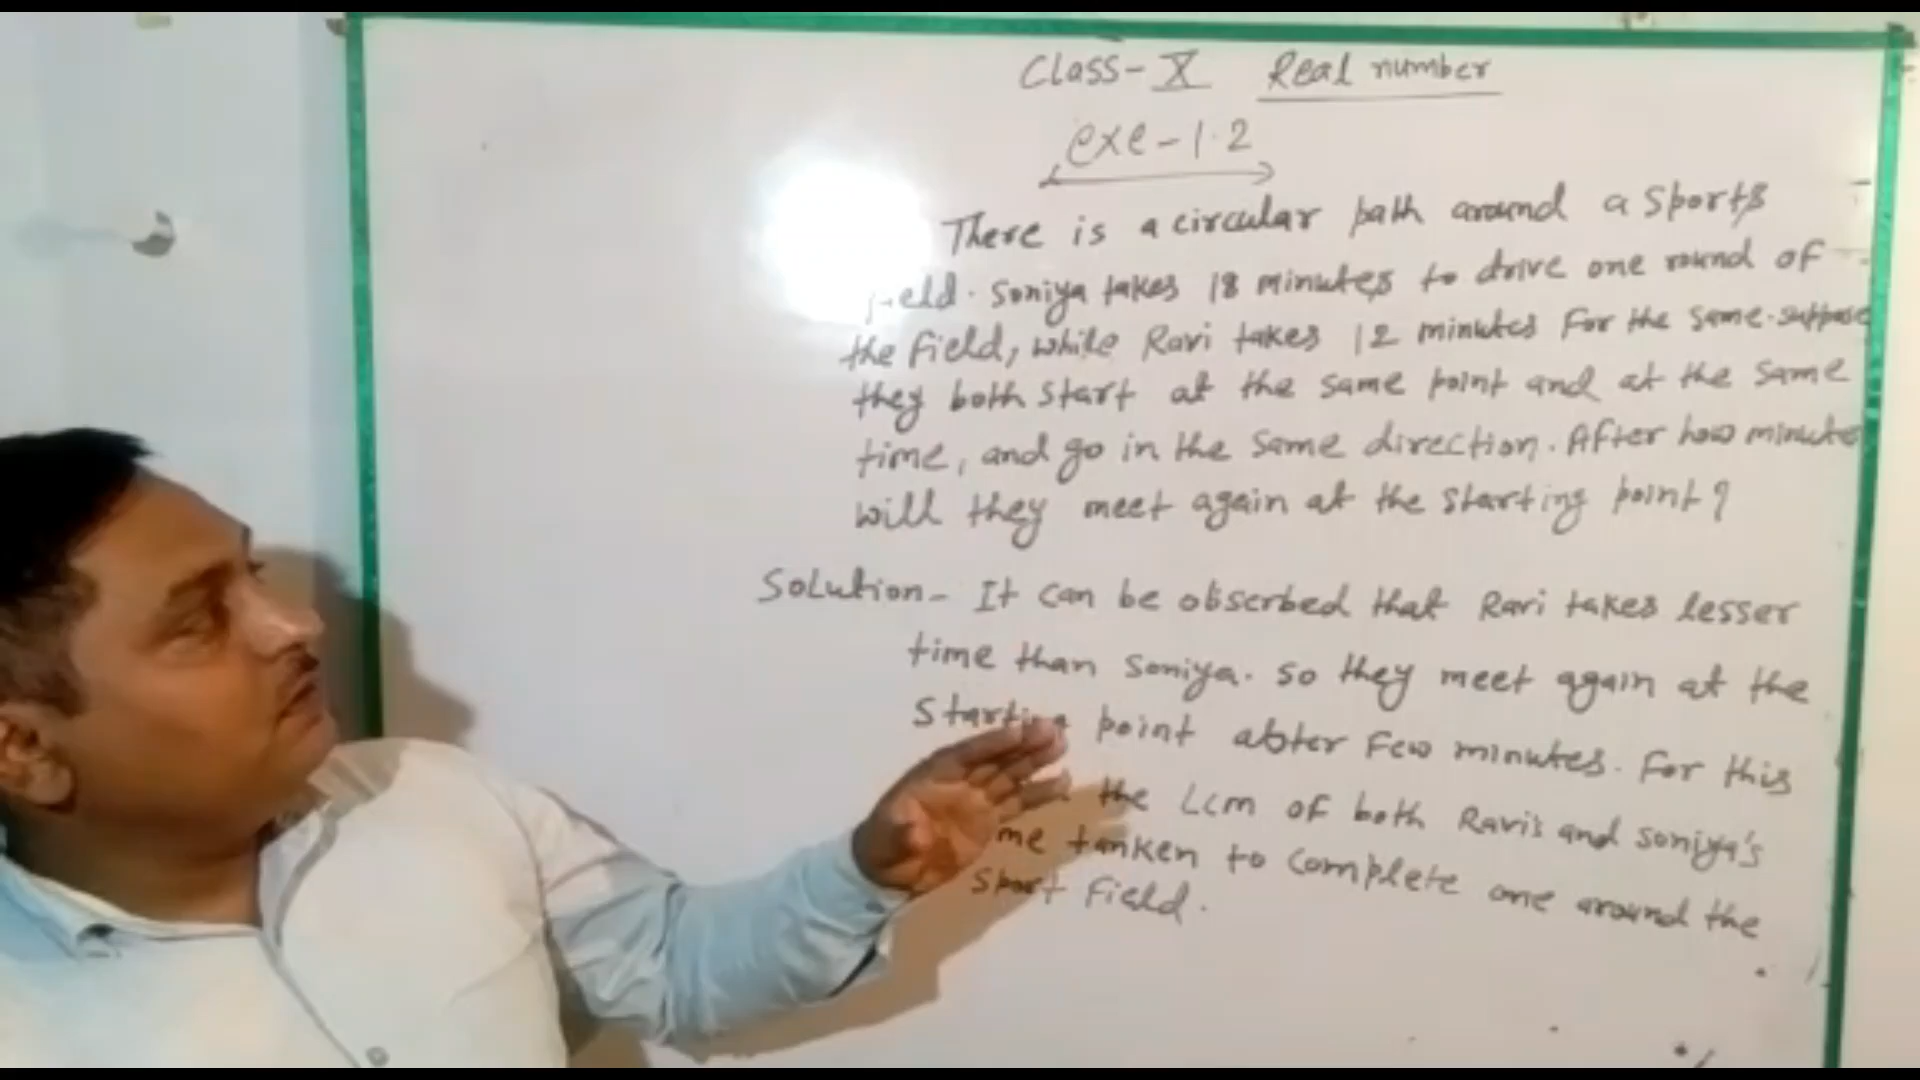 Class-X Real number
exe-1.2
There is a circular path around a sports
field. Soniya takes 18 minutes to drive one round of
the field, while Ravi takes 12 minutes for the same. suppose
they both start at the same point and at the same
time, and go in the same direction. After how minute
will they meet again at the starting point?
Solution- It can be obserbed that Ravi takes lesser
time than Soniya. So they meet again at the
Starting point abter Few minutes. For this
the Lcm of both Ravi's and soniya's
tanken to complete one around the
sport Field.